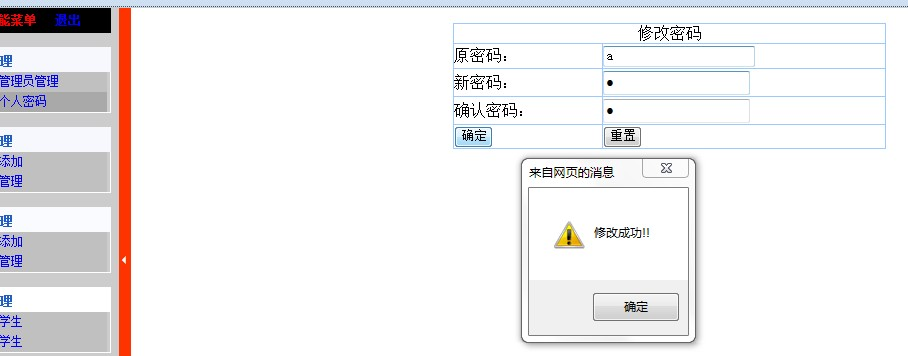 能菜单 退出
理
管理员管理
个人密码
理
添加
管理
理
添加
管理
理
学生
学生
修改密码
原密码: a
新密码: ●
确认密码: ●
确定 重置
来自网页的消息
修改成功!!
确定